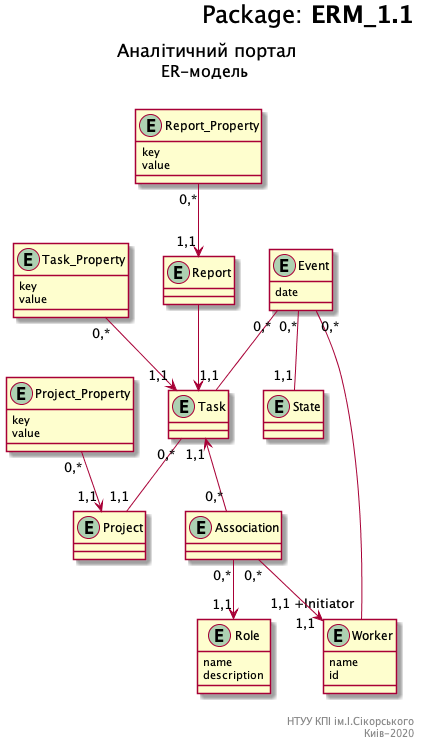 Package: ERM_1.1
Аналітичний портал
ER-модель
E Report_Property
key
value
0,*
1,1
E Task_Property
key
value
E Report
E Event
date
0,*
0,*
0,*
0,*
1,1
1,1
1,1
E Project_Property
key
value
E Task
E State
0,*
0,*
1,1
1,1
1,1
0,*
E Project
E Association
0,*
0,*
1,1
1,1 +Initiator
1,1
E Role
name
description
E Worker
name
id
НТУУ КПІ ім.І.Сікорського
Київ-2020